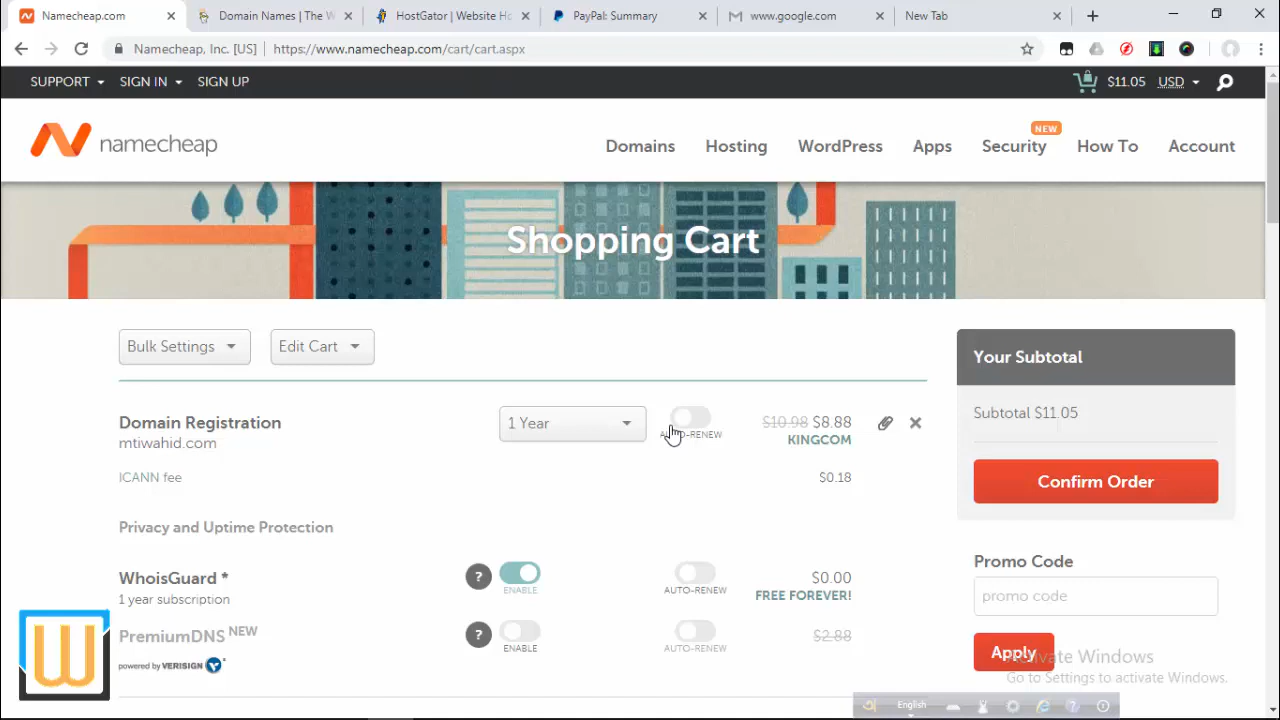 Namecheap.com
Domain Names | The W
HostGator | Website Ho
PayPal: Summary
www.google.com
New Tab
Namecheap, Inc. [US]
https://www.namecheap.com/cart/cart.aspx
SUPPORT
SIGN IN
SIGN UP
$11.05
USD
namecheap
NEW
Domains
Hosting
WordPress
Apps
Security
How To
Account
Shopping Cart
Bulk Settings
Edit Cart
Your Subtotal
Subtotal $11.05
Confirm Order
Domain Registration
mtiwahid.com
1 Year
AUTO-RENEW
$10.98 $8.88
KINGCOM
ICANN fee
$0.18
Privacy and Uptime Protection
WhoisGuard *
1 year subscription
?
ENABLE
AUTO-RENEW
$0.00
FREE FOREVER!
PremiumDNS NEW
powered by VERISIGN
?
ENABLE
AUTO-RENEW
$2.88
Promo Code
promo code
Apply
Activate Windows
Go to Settings to activate Windows.
W
English